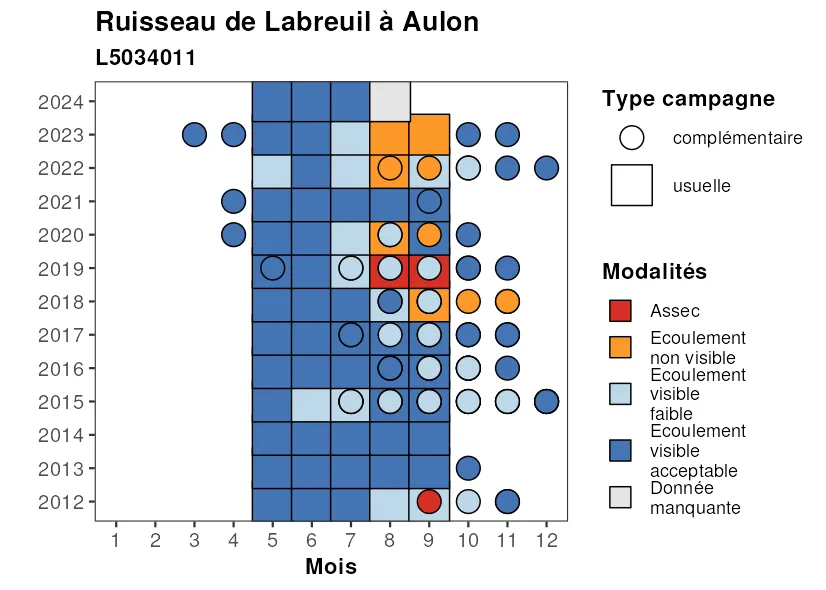 Ruisseau de Labreuil à Aulon
L5034011
2024
2023
2022
2021
2020
2019
2018
2017
2016
2015
2014
2013
2012
1 2 3 4 5 6 7 8 9 10 11 12
Mois
Type campagne
complémentaire
usuelle
Modalités
Assec
Ecoulement
non visible
Ecoulement
visible
faible
Ecoulement
visible
acceptable
Donnée
manquante